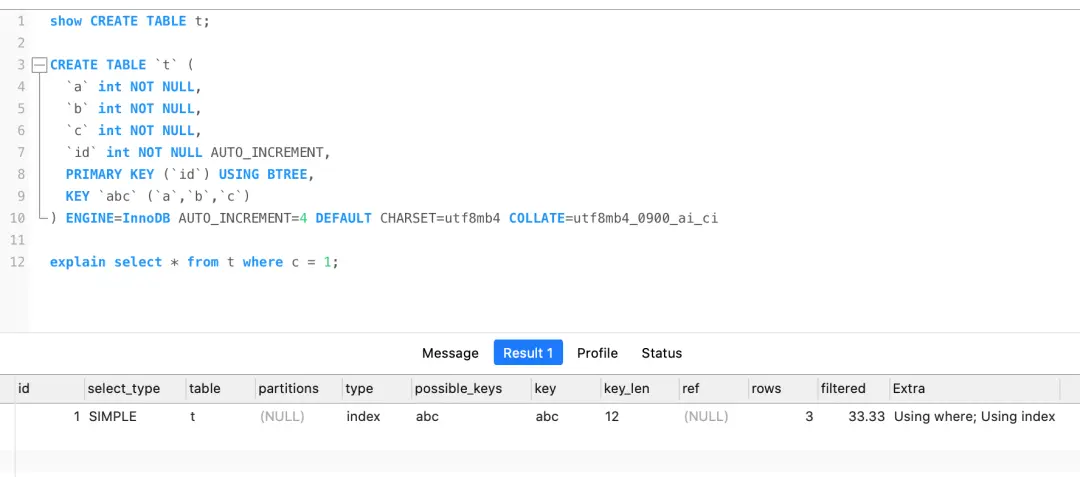 1 show CREATE TABLE t;
2
3 CREATE TABLE `t` (
4 `a` int NOT NULL,
5 `b` int NOT NULL,
6 `c` int NOT NULL,
7 `id` int NOT NULL AUTO_INCREMENT,
8 PRIMARY KEY (`id`) USING BTREE,
9 KEY `abc` (`a`,`b`,`c`)
10 ) ENGINE=InnoDB AUTO_INCREMENT=4 DEFAULT CHARSET=utf8mb4 COLLATE=utf8mb4_0900_ai_ci
11
12 explain select * from t where c = 1;
Message Result 1 Profile Status
id select_type table partitions type possible_keys key key_len ref rows filtered Extra
1 SIMPLE t (NULL) index abc abc 12 (NULL) 3 33.33 Using where; Using index